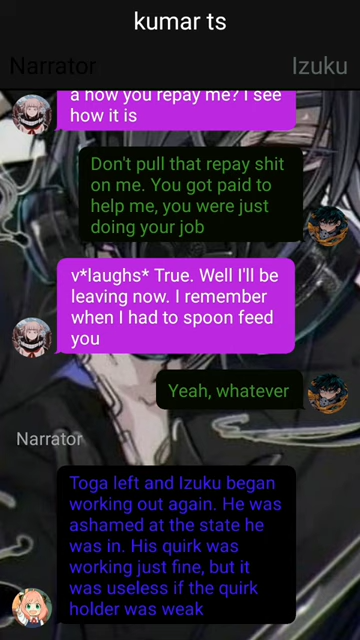 kumar ts
Narrator
Izuku
a how you repay me? I see
how it is
Don't pull that repay shit
on me. You got paid to
help me, you were just
doing your job
v*laughs* True. Well I'll be
leaving now. I remember
when I had to spoon feed
you
Yeah, whatever
Narrator
Toga left and Izuku began
working out again. He was
ashamed at the state he
was in. His quirk was
working just fine, but it
was useless if the quirk
holder was weak